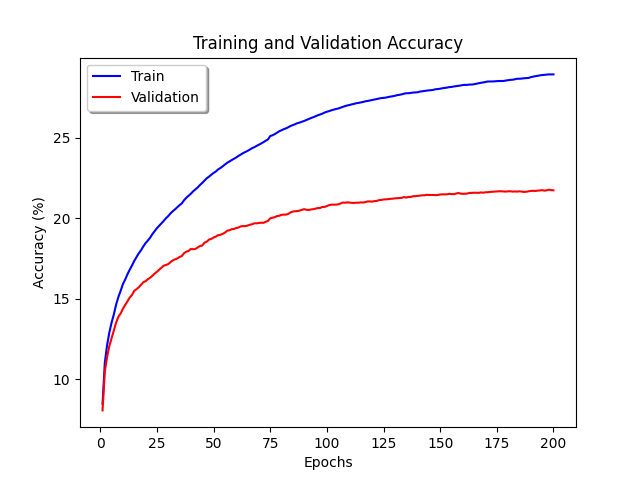 Training and Validation Accuracy
Train
Validation
Accuracy (%)
25
20
15
10
0 25 50 75 100 125 150 175 200
Epochs